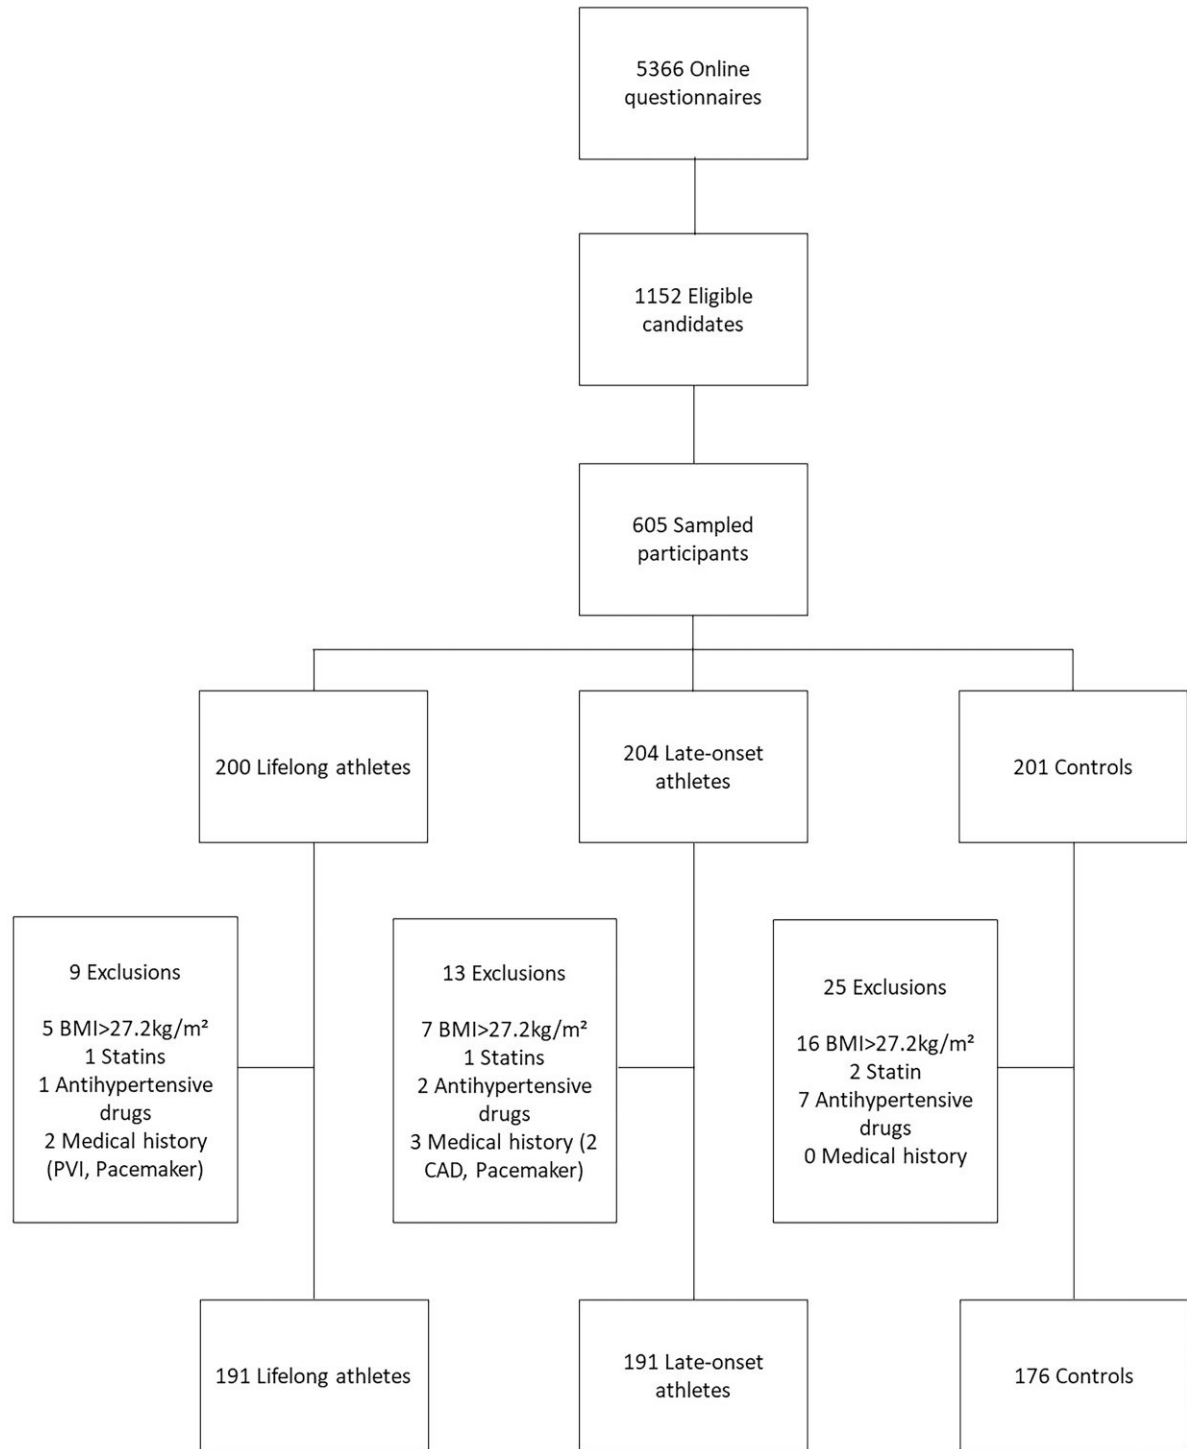 5366 Online
questionnaires
1152 Eligible
candidates
605 Sampled
participants
200 Lifelong athletes
204 Late-onset
athletes
201 Controls
9 Exclusions
5 BMI>27.2kg/m²
1 Statins
1 Antihypertensive
drugs
2 Medical history
(PVI, Pacemaker)
13 Exclusions
7 BMI>27.2kg/m²
1 Statins
2 Antihypertensive
drugs
3 Medical history (2
CAD, Pacemaker)
25 Exclusions
16 BMI>27.2kg/m²
2 Statin
7 Antihypertensive
drugs
0 Medical history
191 Lifelong athletes
191 Late-onset
athletes
176 Controls